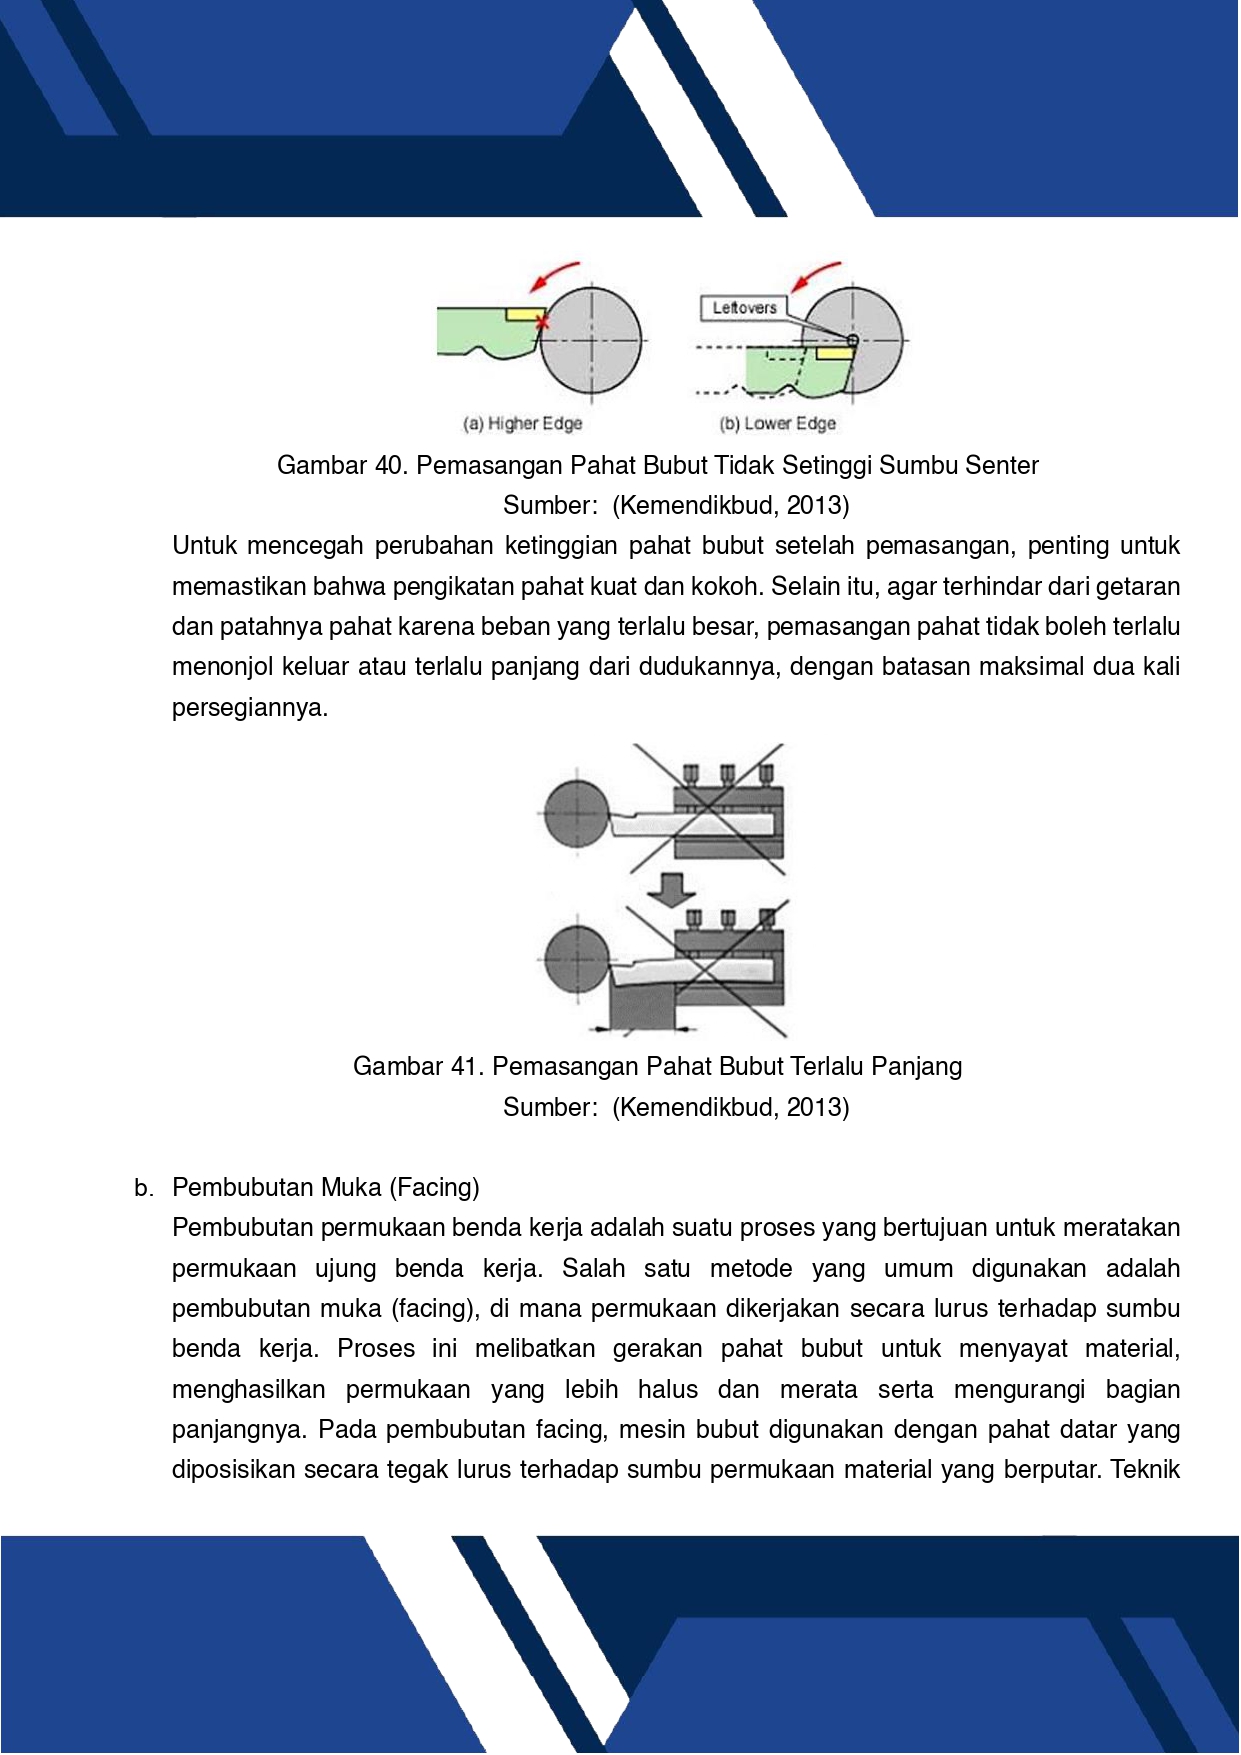 Leftovers
(a) Higher Edge
(b) Lower Edge
Gambar 40. Pemasangan Pahat Bubut Tidak Setinggi Sumbu Senter
Sumber: (Kemendikbud, 2013)
Untuk mencegah perubahan ketinggian pahat bubut setelah pemasangan, penting untuk
memastikan bahwa pengikatan pahat kuat dan kokoh. Selain itu, agar terhindar dari getaran
dan patahnya pahat karena beban yang terlalu besar, pemasangan pahat tidak boleh terlalu
menonjol keluar atau terlalu panjang dari dudukannya, dengan batasan maksimal dua kali
persegiannya.
Gambar 41. Pemasangan Pahat Bubut Terlalu Panjang
Sumber: (Kemendikbud, 2013)
b. Pembubutan Muka (Facing)
Pembubutan permukaan benda kerja adalah suatu proses yang bertujuan untuk meratakan
permukaan ujung benda kerja. Salah satu metode yang umum digunakan adalah
pembubutan muka (facing), di mana permukaan dikerjakan secara lurus terhadap sumbu
benda kerja. Proses ini melibatkan gerakan pahat bubut untuk menyayat material,
menghasilkan permukaan yang lebih halus dan merata serta mengurangi bagian
panjangnya. Pada pembubutan facing, mesin bubut digunakan dengan pahat datar yang
diposisikan secara tegak lurus terhadap sumbu permukaan material yang berputar. Teknik